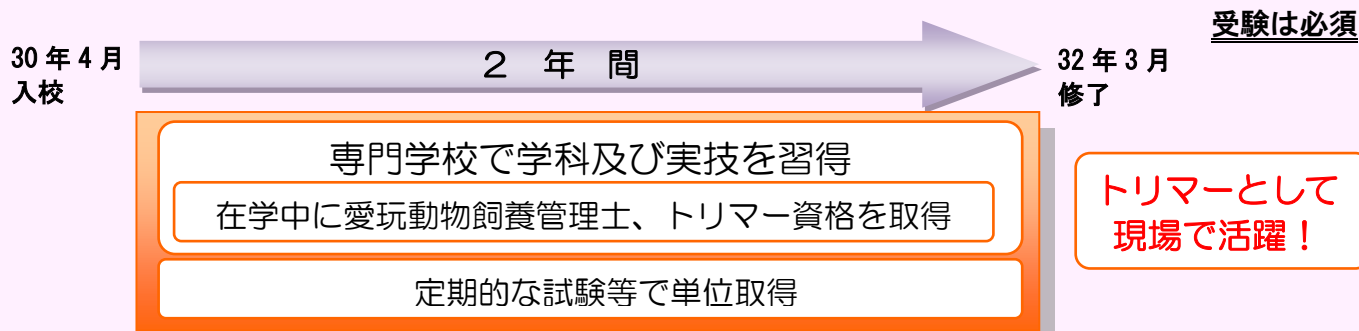 受験は必須
30年4月
入校
２年間
32年3月
修了
専門学校で学科及び実技を習得
在学中に愛玩動物飼養管理士、トリマー資格を取得
定期的な試験等で単位取得
トリマーとして
現場で活躍！